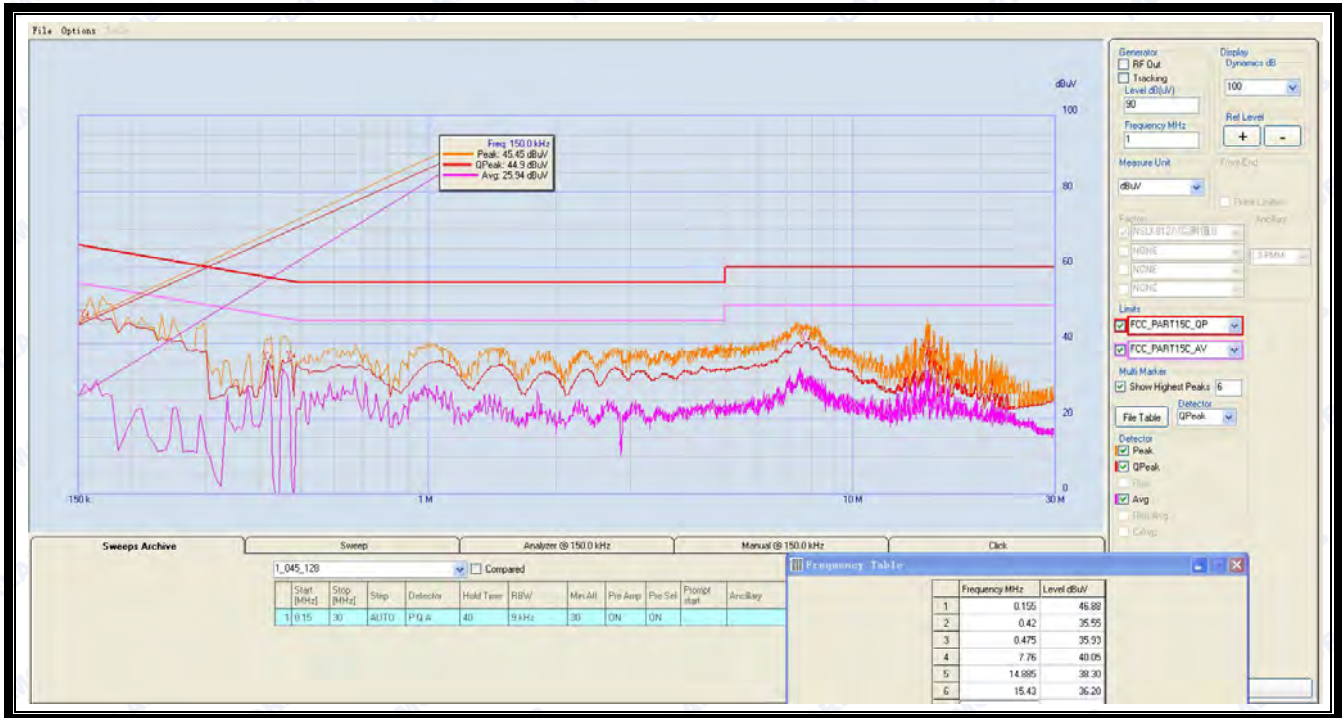 File Options
dBuV
100
80
60
40
20
0
150 k
1 M
10 M
30 M
Freq: 150.0 kHz
Peak: 45.45 dBuV
QPeak: 44.9 dBuV
Avg: 25.94 dBuV
Generator
RF Out
Tracking
Level dB(uV)
90
Frequency MHz
1
Display
Dynamics dB
100
Ref Level
+ -
Measure Unit
dBuV
Front End
Factors
Ancillary
NONE
NONE
NONE
Limits
FCC_PART15C_QP
FCC_PART15C_AV
Multi Marker
Show Highest Peaks 6
File Table
Detector
QPeak
Detector
Peak
QPeak
Avg
Sweeps Archive
Sweep
Analyzer @ 150.0 kHz
Manual @ 150.0 kHz
Click
1_045_128
Compared
Start [MHz] Stop [MHz] Step Detector Hold Time RBW Min Att Pre Amp Pre Sel Prompt start Ancillary
1 0.15 30 AUTO P Q A 40 9 kHz 30 ON ON
Frequency Table
Frequency MHz Level dBuV
1 0.155 46.88
2 0.42 35.55
3 0.475 35.93
4 7.76 40.05
5 14.885 38.30
6 15.43 36.20